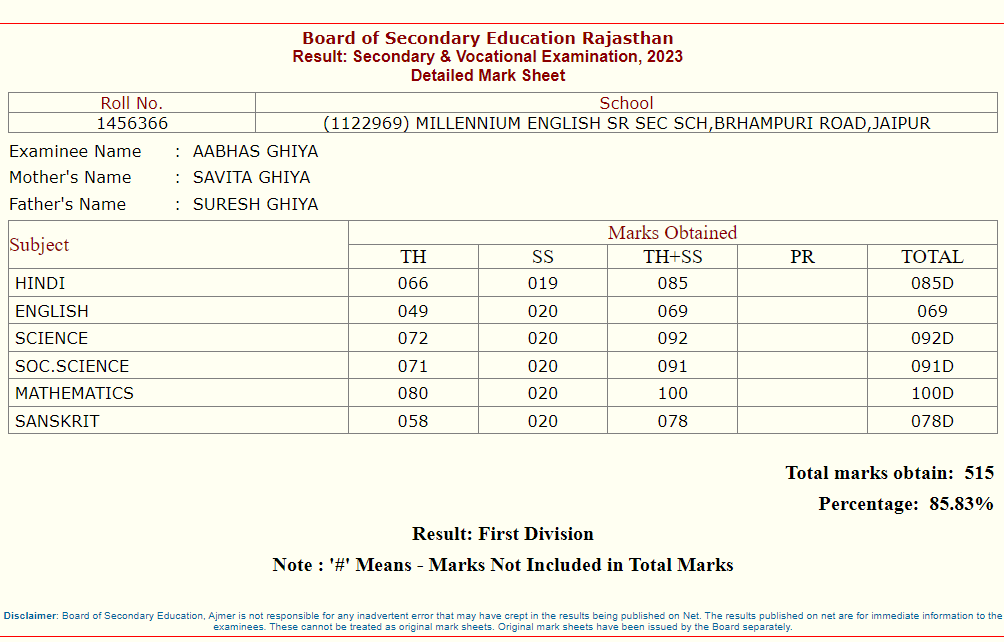 Board of Secondary Education Rajasthan
Result: Secondary & Vocational Examination, 2023
Detailed Mark Sheet
Roll No. School
1456366 (1122969) MILLENNIUM ENGLISH SR SEC SCH,BRHAMPURI ROAD,JAIPUR
Examinee Name : AABHAS GHIYA
Mother's Name : SAVITA GHIYA
Father's Name : SURESH GHIYA
Subject Marks Obtained
TH SS TH+SS PR TOTAL
HINDI 066 019 085 085D
ENGLISH 049 020 069 069
SCIENCE 072 020 092 092D
SOC.SCIENCE 071 020 091 091D
MATHEMATICS 080 020 100 100D
SANSKRIT 058 020 078 078D
Total marks obtain: 515
Percentage: 85.83%
Result: First Division
Note : '#' Means - Marks Not Included in Total Marks
Disclaimer: Board of Secondary Education, Ajmer is not responsible for any inadvertent error that may have crept in the results being published on Net. The results published on net are for immediate information to the
examinees. These cannot be treated as original mark sheets. Original mark sheets have been issued by the Board separately.